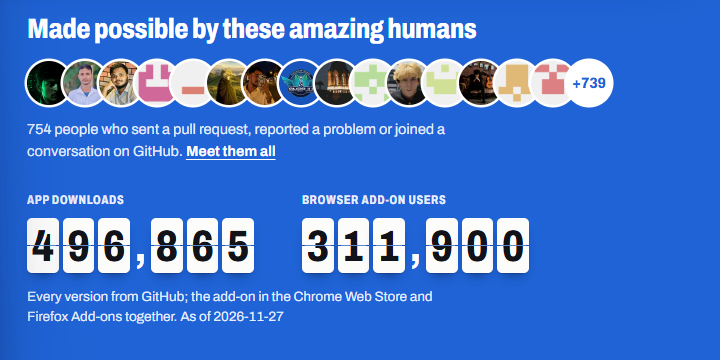 Made possible by these amazing humans
+739
754 people who sent a pull request, reported a problem or joined a
conversation on GitHub. Meet them all
APP DOWNLOADS
496,865
BROWSER ADD-ON USERS
311,900
Every version from GitHub; the add-on in the Chrome Web Store and
Firefox Add-ons together. As of 2026-11-27